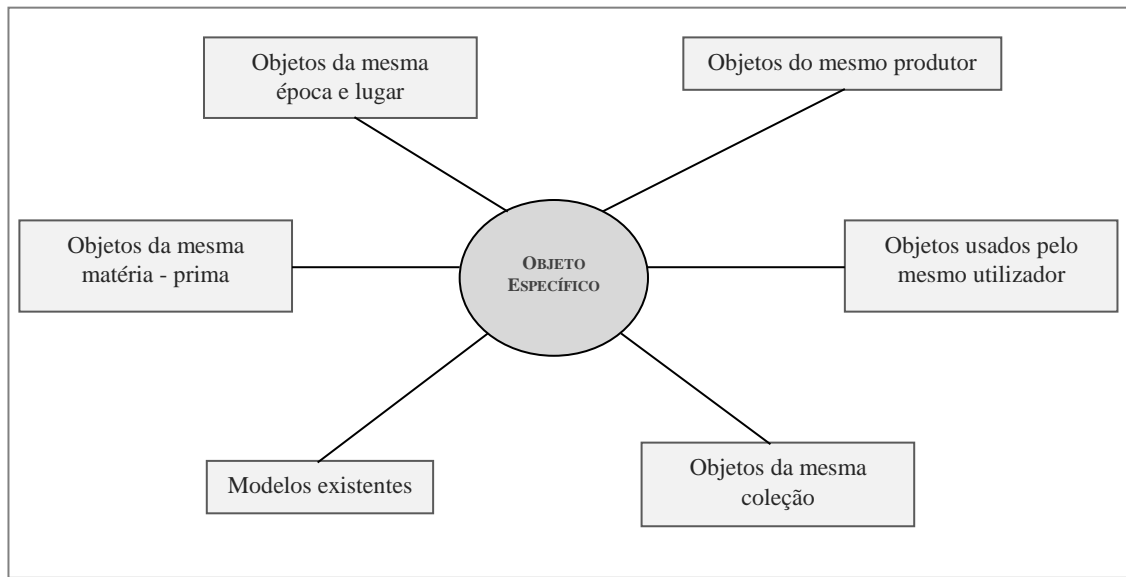 Objetos da mesma
época e lugar
Objetos do mesmo produtor
Objetos da mesma
matéria - prima
OBJETO
ESPECÍFÍCO
Objetos usados pelo
mesmo utilizador
Modelos existentes
Objetos da mesma
coleção